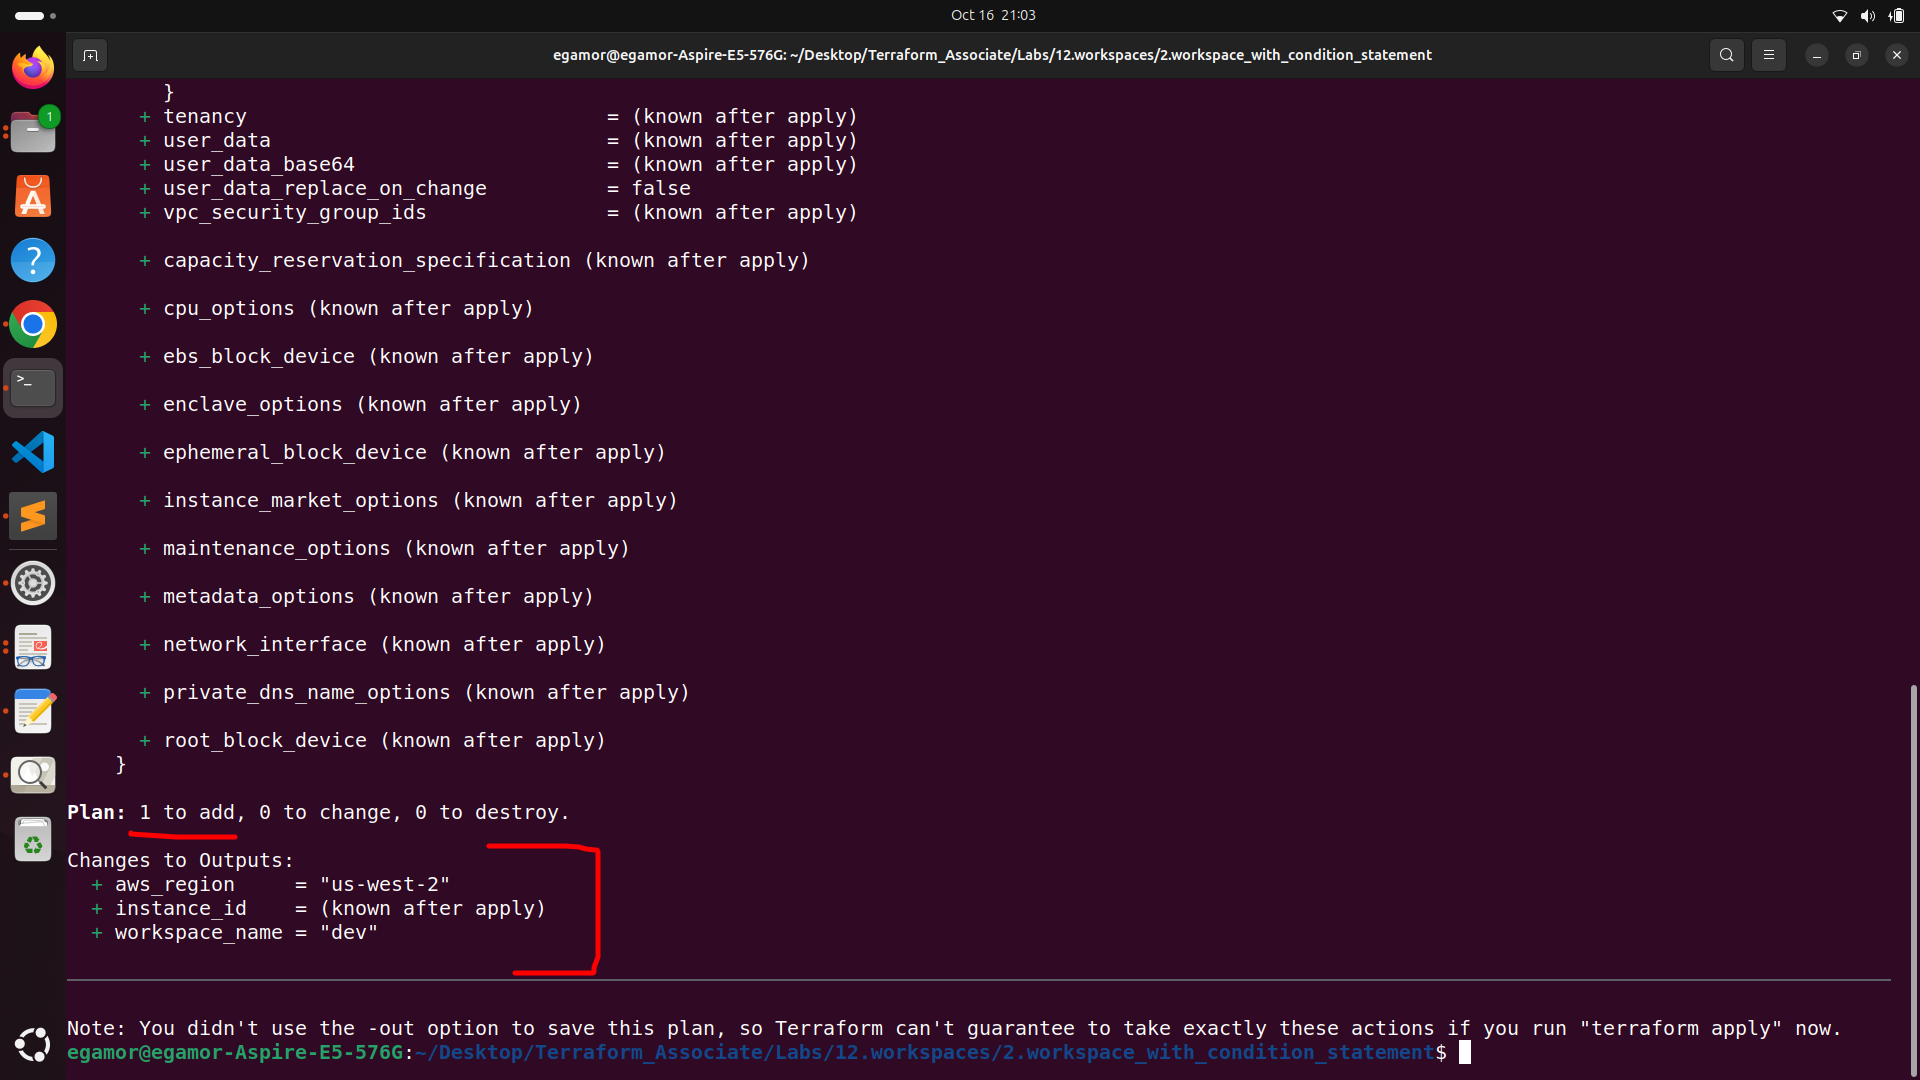 Oct 16 21:03
egamor@egamor-Aspire-E5-576G: ~/Desktop/Terraform_Associate/Labs/12.workspaces/2.workspace_with_condition_statement
1
}
+ tenancy = (known after apply)
+ user_data = (known after apply)
+ user_data_base64 = (known after apply)
+ user_data_replace_on_change = false
+ vpc_security_group_ids = (known after apply)
+ capacity_reservation_specification (known after apply)
+ cpu_options (known after apply)
+ ebs_block_device (known after apply)
+ enclave_options (known after apply)
+ ephemeral_block_device (known after apply)
+ instance_market_options (known after apply)
+ maintenance_options (known after apply)
+ metadata_options (known after apply)
+ network_interface (known after apply)
+ private_dns_name_options (known after apply)
+ root_block_device (known after apply)
}
Plan: 1 to add, 0 to change, 0 to destroy.
Changes to Outputs:
+ aws_region = "us-west-2"
+ instance_id = (known after apply)
+ workspace_name = "dev"
Note: You didn't use the -out option to save this plan, so Terraform can't guarantee to take exactly these actions if you run "terraform apply" now.
egamor@egamor-Aspire-E5-576G:~/Desktop/Terraform_Associate/Labs/12.workspaces/2.workspace_with_condition_statement$